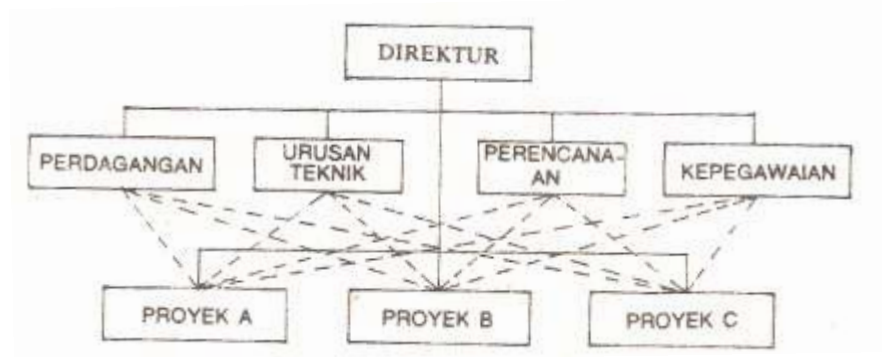 DIREKTUR
PERDAGANGAN
URUSAN
TEKNIK
PERENCANA-
AN
KEPEGAWAIAN
PROYEK A
PROYEK B
PROYEK C